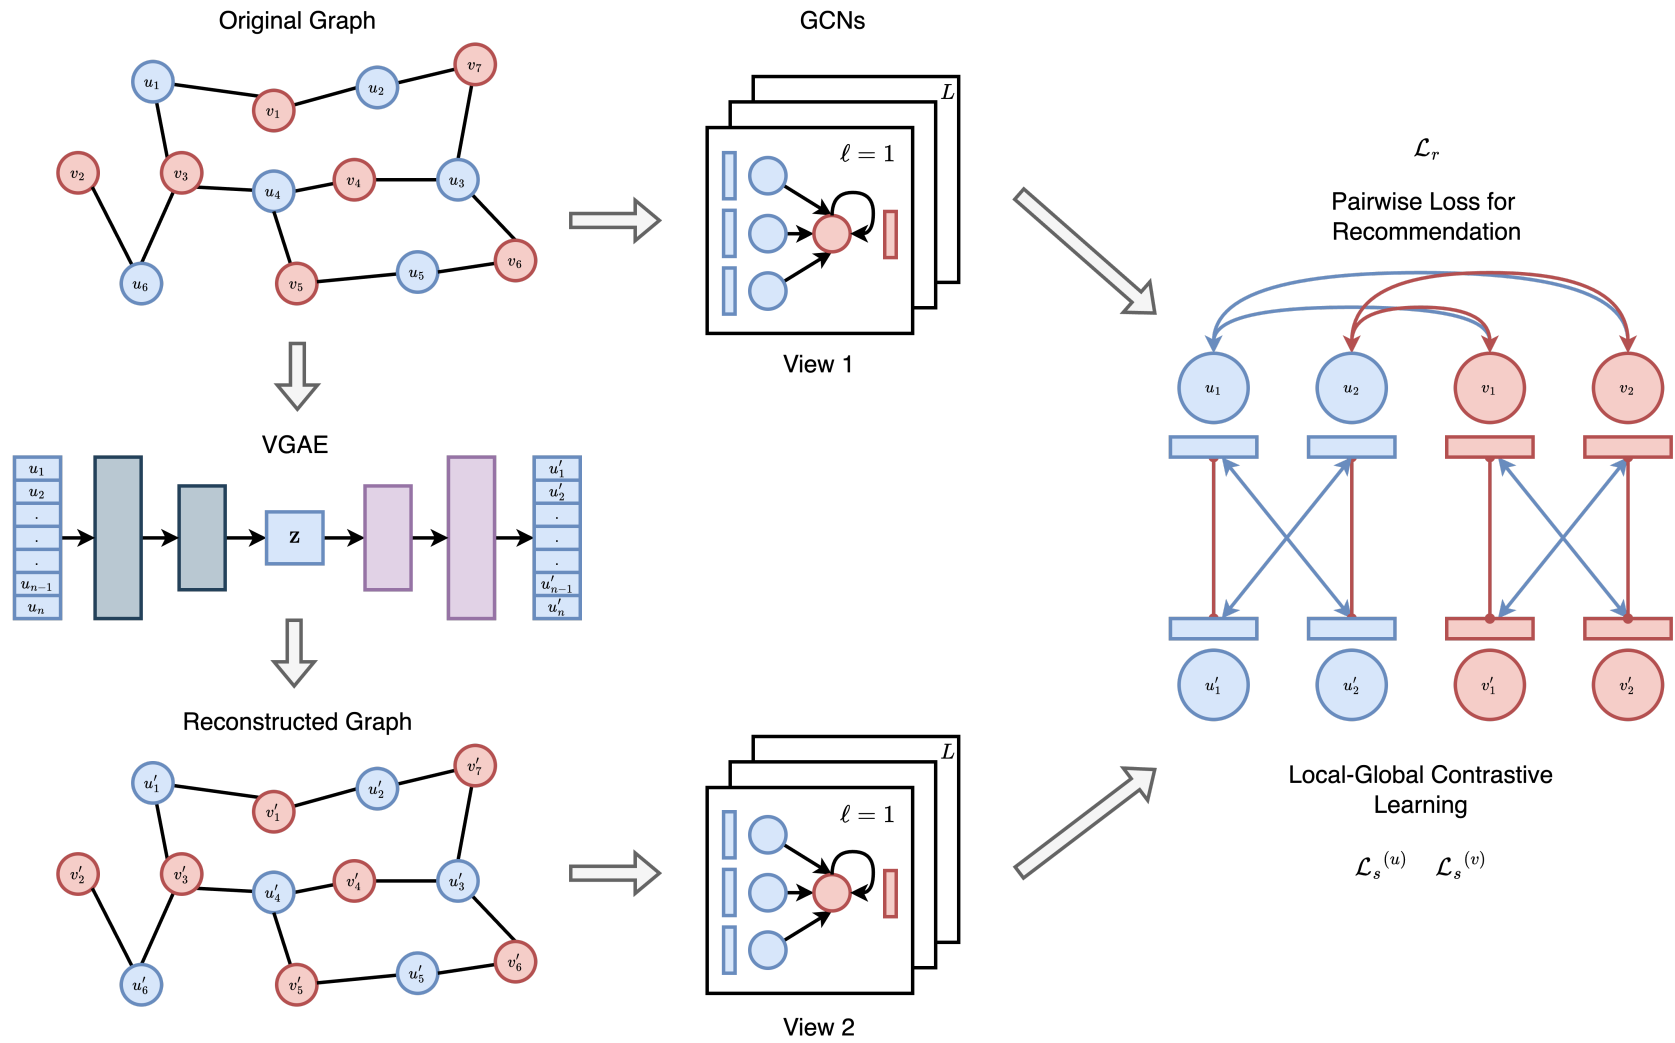 Original Graph
u₁
v₁
u₂
v₇
v₂
v₃
u₄
v₄
u₃
u₆
v₅
u₅
v₆
GCNs
L
ℓ = 1
View 1
VGAE
u₁
u₂
.
.
.
uₙ₋₁
uₙ
z
u′₁
u′₂
.
.
.
u′ₙ₋₁
u′ₙ
Reconstructed Graph
u′₁
v′₁
u′₂
v′₇
v′₂
v′₃
u′₄
v′₄
u′₃
u′₆
v′₅
u′₅
v′₆
L
ℓ = 1
View 2
ℒᵣ
Pairwise Loss for
Recommendation
u₁ u₂ v₁ v₂
u′₁ u′₂ v′₁ v′₂
Local-Global Contrastive
Learning
ℒₛ⁽ᵘ⁾ ℒₛ⁽ᵛ⁾